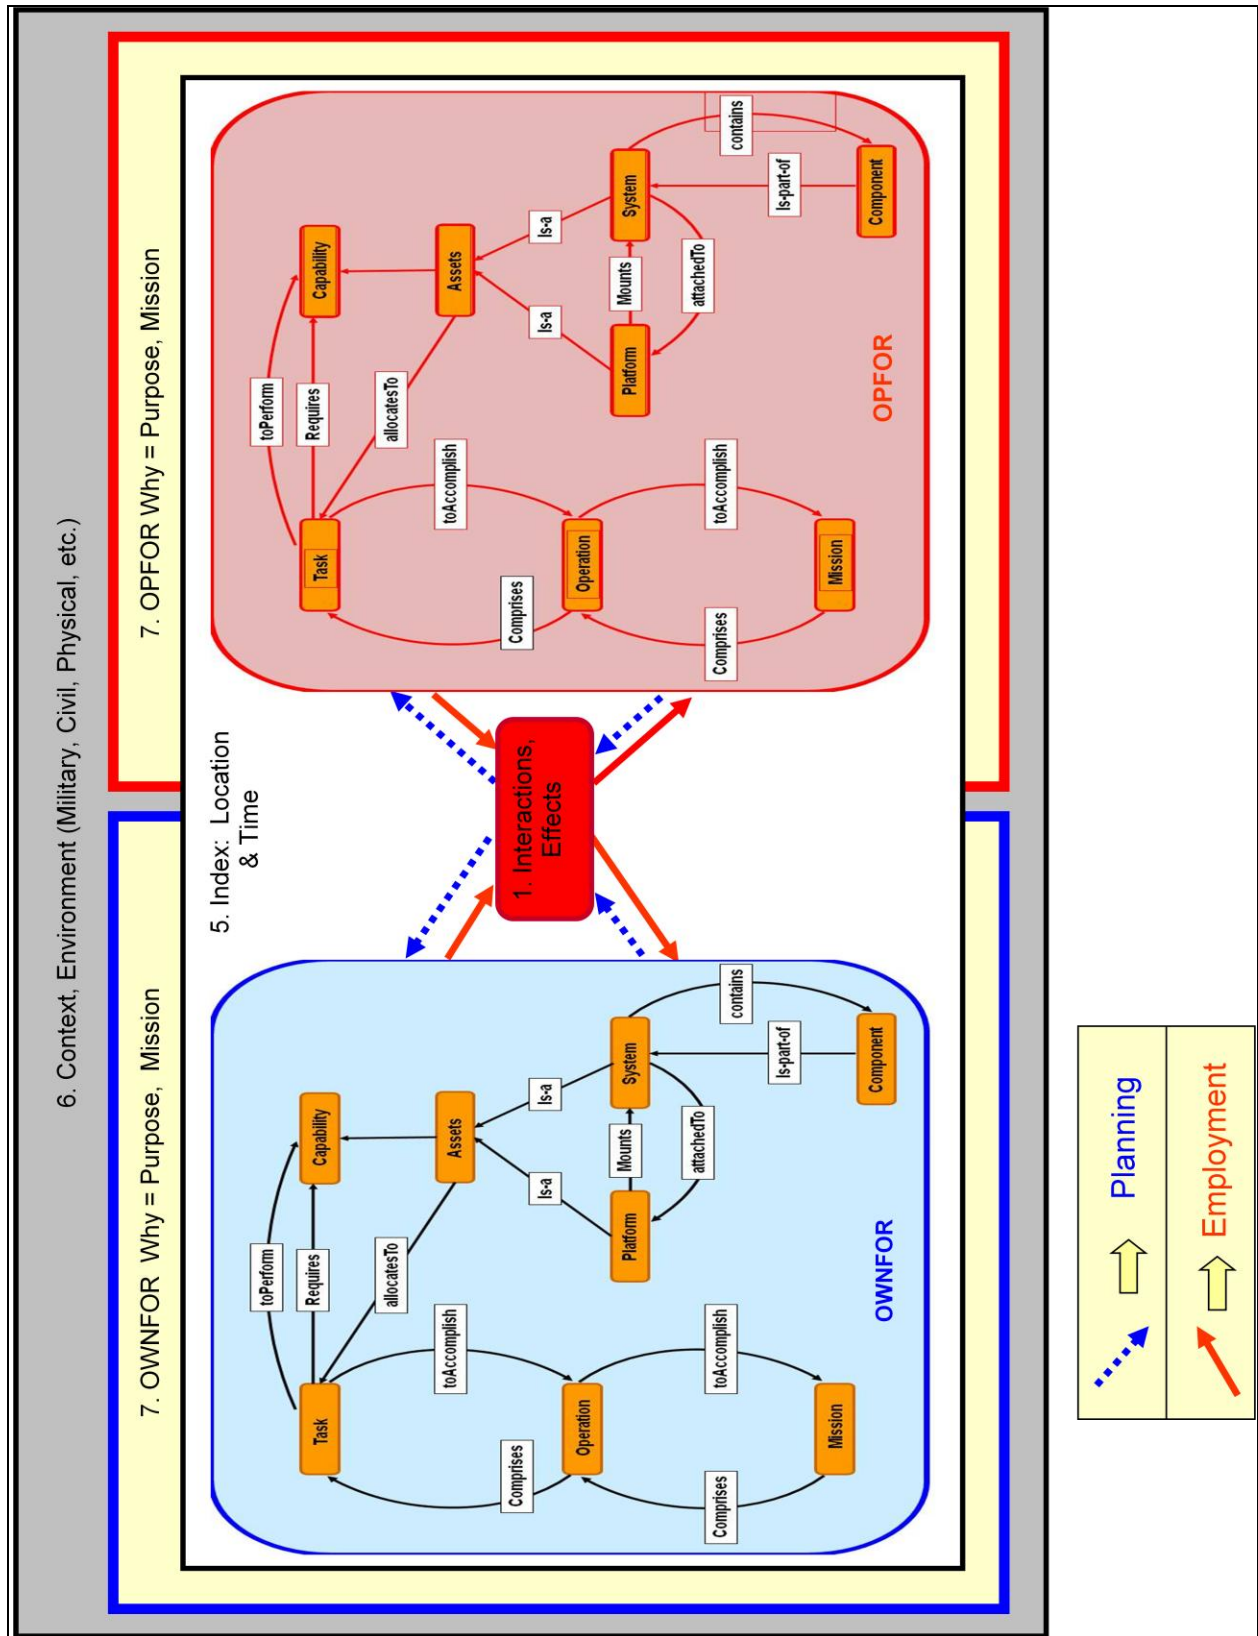 6. Context, Environment (Military, Civil, Physical, etc.)
7. OWNFOR Why = Purpose, Mission
7. OPFOR Why = Purpose, Mission
5. Index: Location
& Time
1. Interactions,
Effects
toPerform
Requires
Task
Capability
allocatesTo
Assets
toAccomplish
Comprises
Is-a
Is-a
Operation
Platform
Mounts
System
attachedTo
toAccomplish
Comprises
contains
Is-part-of
Mission
Component
OWNFOR
toPerform
Requires
Task
Capability
allocatesTo
Assets
toAccomplish
Comprises
Is-a
Is-a
Operation
Platform
Mounts
System
attachedTo
toAccomplish
Comprises
contains
Is-part-of
Mission
Component
OPFOR
Planning
Employment